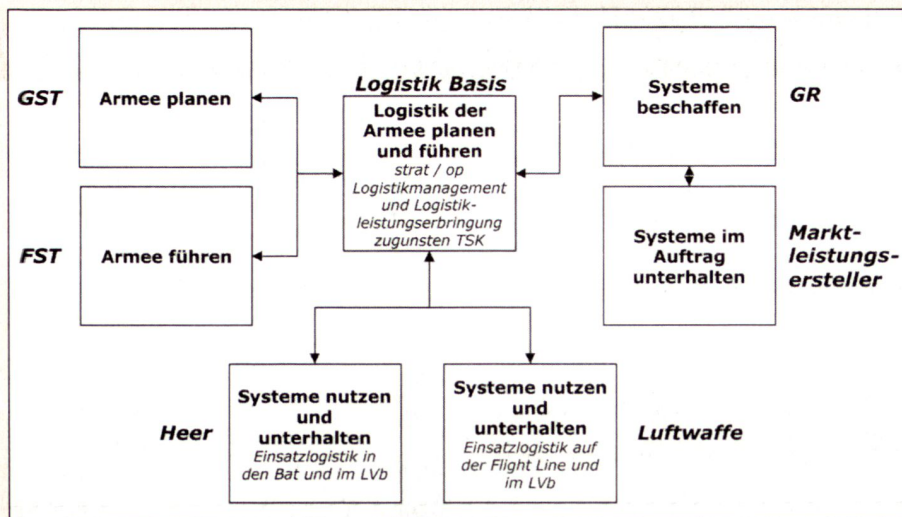 GST
Armee planen
FST
Armee führen
Logistik Basis
Logistik der
Armee planen
und führen
strat / op
Logistikmanagement
und Logistik-
leistungserbringung
zugunsten TSK
Systeme
beschaffen
GR
Systeme im
Auftrag
unterhalten
Markt-
leistungs-
ersteller
Heer
Systeme nutzen
und
unterhalten
Einsatzlogistik in
den Bat und im LVb
Systeme nutzen
und
unterhalten
Einsatzlogistik auf
der Flight Line und
im LVb
Luftwaffe